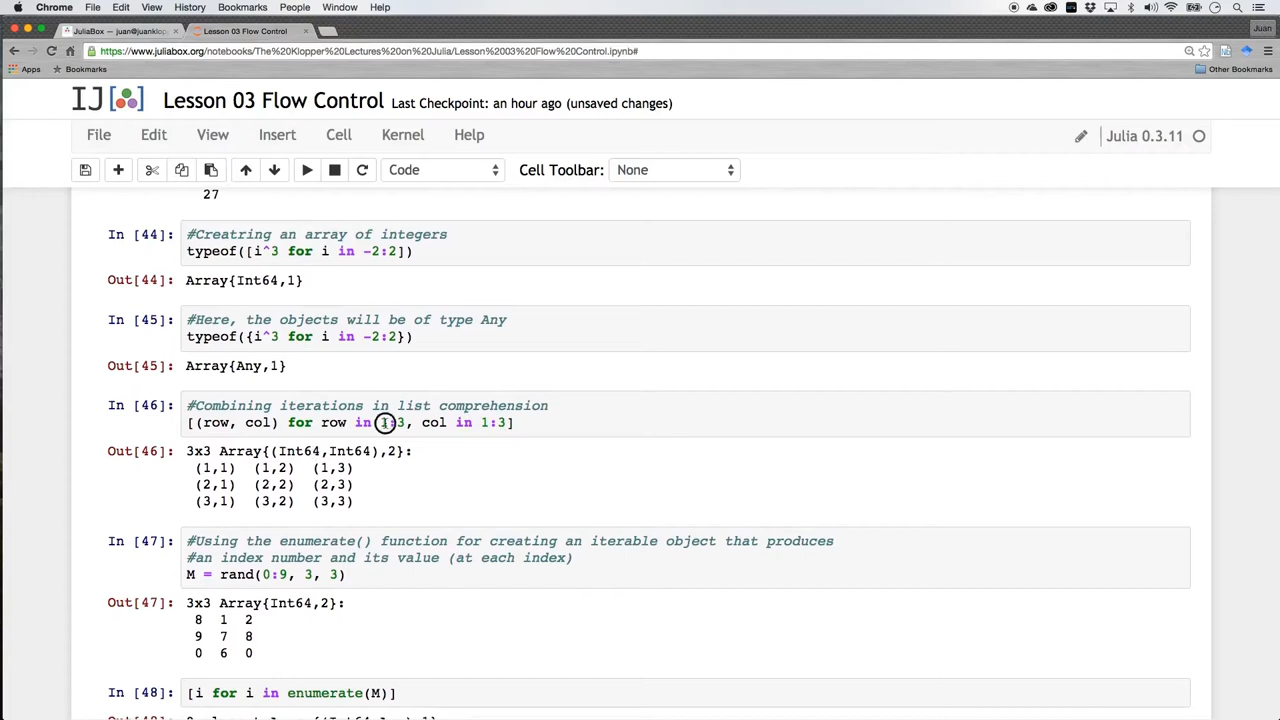 Chrome File Edit View History Bookmarks People Window Help
JuliaBox — juan@juanklop
Lesson 03 Flow Control
Juan
https://www.juliabox.org/notebooks/The%20Klopper%20Lectures%20on%20Julia/Lesson%2003%20Flow%20Control.ipynb#
Apps Bookmarks Other Bookmarks
IJ[ ] Lesson 03 Flow Control Last Checkpoint: an hour ago (unsaved changes)
File Edit View Insert Cell Kernel Help Julia 0.3.11
Code Cell Toolbar: None
27
In [44]: #Creatring an array of integers
typeof([i^3 for i in -2:2])
Out[44]: Array{Int64,1}
In [45]: #Here, the objects will be of type Any
typeof({i^3 for i in -2:2})
Out[45]: Array{Any,1}
In [46]: #Combining iterations in list comprehension
[(row, col) for row in 1:3, col in 1:3]
Out[46]: 3x3 Array{(Int64,Int64),2}:
(1,1) (1,2) (1,3)
(2,1) (2,2) (2,3)
(3,1) (3,2) (3,3)
In [47]: #Using the enumerate() function for creating an iterable object that produces
#an index number and its value (at each index)
M = rand(0:9, 3, 3)
Out[47]: 3x3 Array{Int64,2}:
8 1 2
9 7 8
0 6 0
In [48]: [i for i in enumerate(M)]